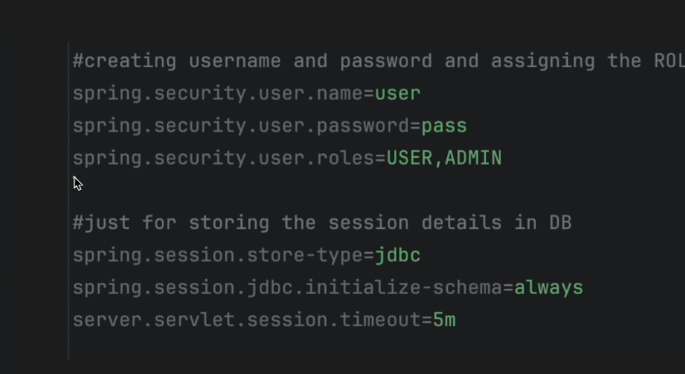 #creating username and password and assigning the
spring.security.user.name=user
spring.security.user.password=pass
spring.security.user.roles=USER,ADMIN
#just for storing the session details in DB
spring.session.store-type=jdbc
spring.session.jdbc.initialize-schema=always
server.servlet.session.timeout=5m